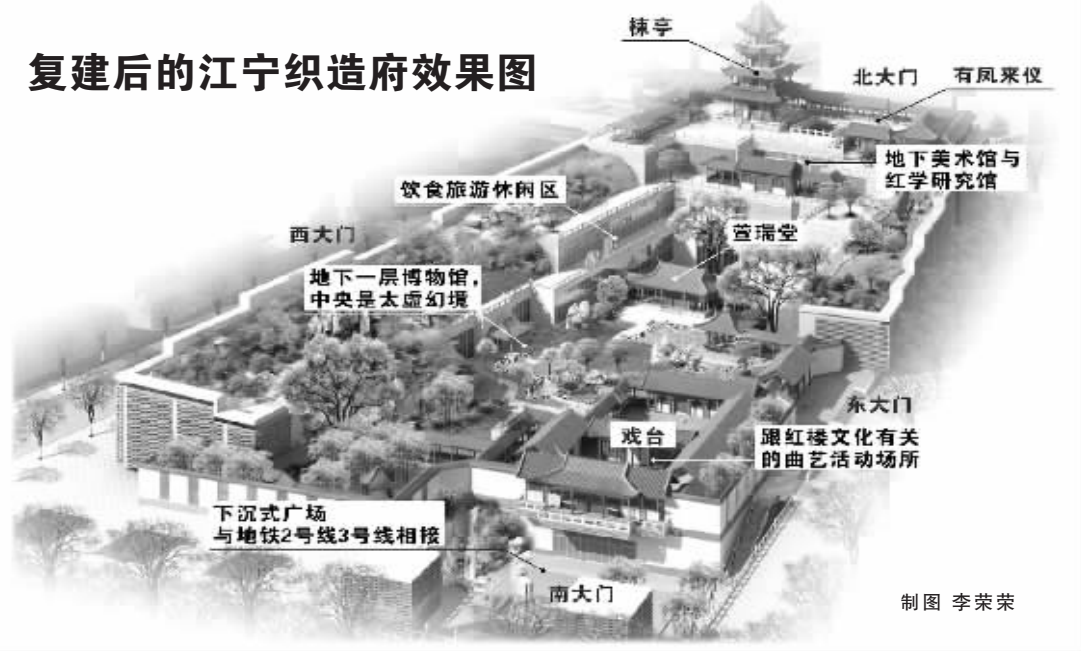 复建后的江宁织造府效果图
楝亭
北大门
有凤来仪
地下美术馆与
红学研究馆
饮食旅游休闲区
萱瑞堂
西大门
地下一层博物馆，
中央是太虚幻境
东大门
戏台
跟红楼文化有关
的曲艺活动场所
下沉式广场
与地铁2号线3号线相接
南大门
制图 李荣荣